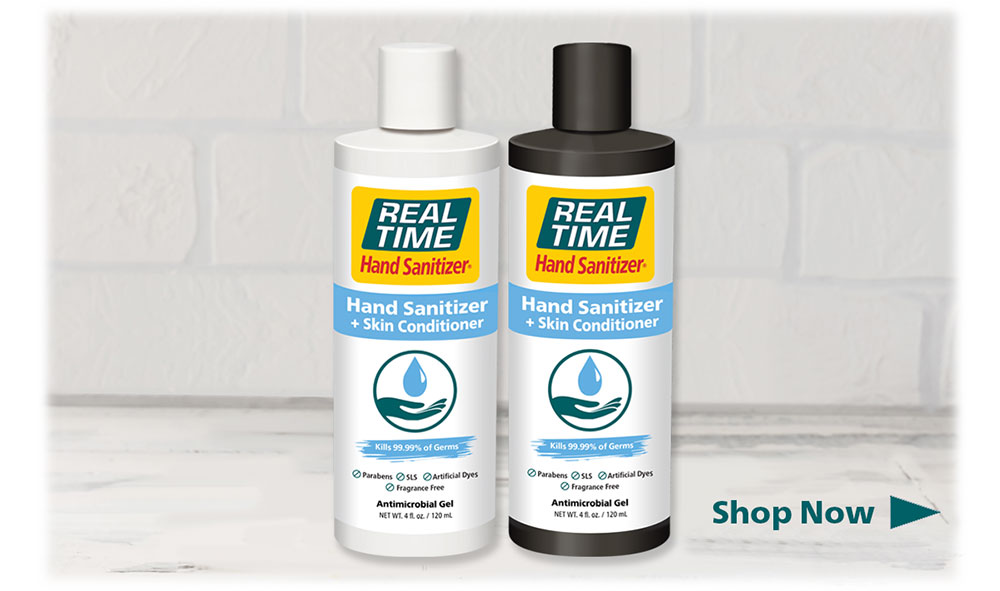 REAL
TIME
Hand Sanitizer®
Hand Sanitizer
+ Skin Conditioner
Kills 99.99% of Germs
Parabens SLS Artificial Dyes
Fragrance Free
Antimicrobial Gel
NET WT. 4 fl. oz. / 120 mL
REAL
TIME
Hand Sanitizer®
Hand Sanitizer
+ Skin Conditioner
Kills 99.99% of Germs
Parabens SLS Artificial Dyes
Fragrance Free
Antimicrobial Gel
NET WT. 4 fl. oz. / 120 mL
Shop Now